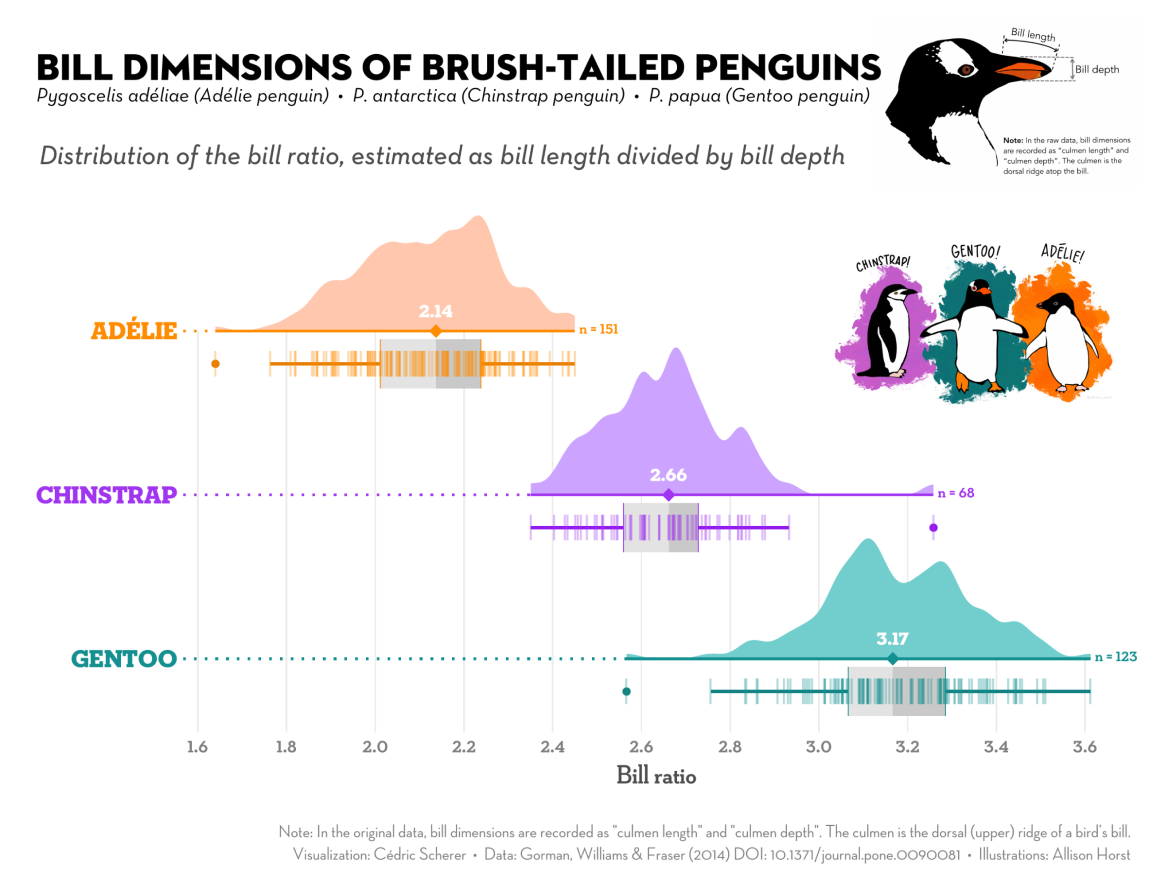 BILL DIMENSIONS OF BRUSH-TAILED PENGUINS
Pygoscelis adéliae (Adélie penguin) • P. antarctica (Chinstrap penguin) • P. papua (Gentoo penguin)
Bill length
Bill depth
Note: In the raw data, bill dimensions
are recorded as "culmen length" and
"culmen depth". The culmen is the
dorsal ridge atop the bill.
Distribution of the bill ratio, estimated as bill length divided by bill depth
CHINSTRAP!
GENTOO!
ADÉLIE!
2.14
ADÉLIE
n = 151
2.66
CHINSTRAP
n = 68
3.17
GENTOO
n = 123
1.6 1.8 2.0 2.2 2.4 2.6 2.8 3.0 3.2 3.4 3.6
Bill ratio
Note: In the original data, bill dimensions are recorded as "culmen length" and "culmen depth". The culmen is the dorsal (upper) ridge of a bird's bill.
Visualization: Cédric Scherer • Data: Gorman, Williams & Fraser (2014) DOI: 10.1371/journal.pone.0090081 • Illustrations: Allison Horst